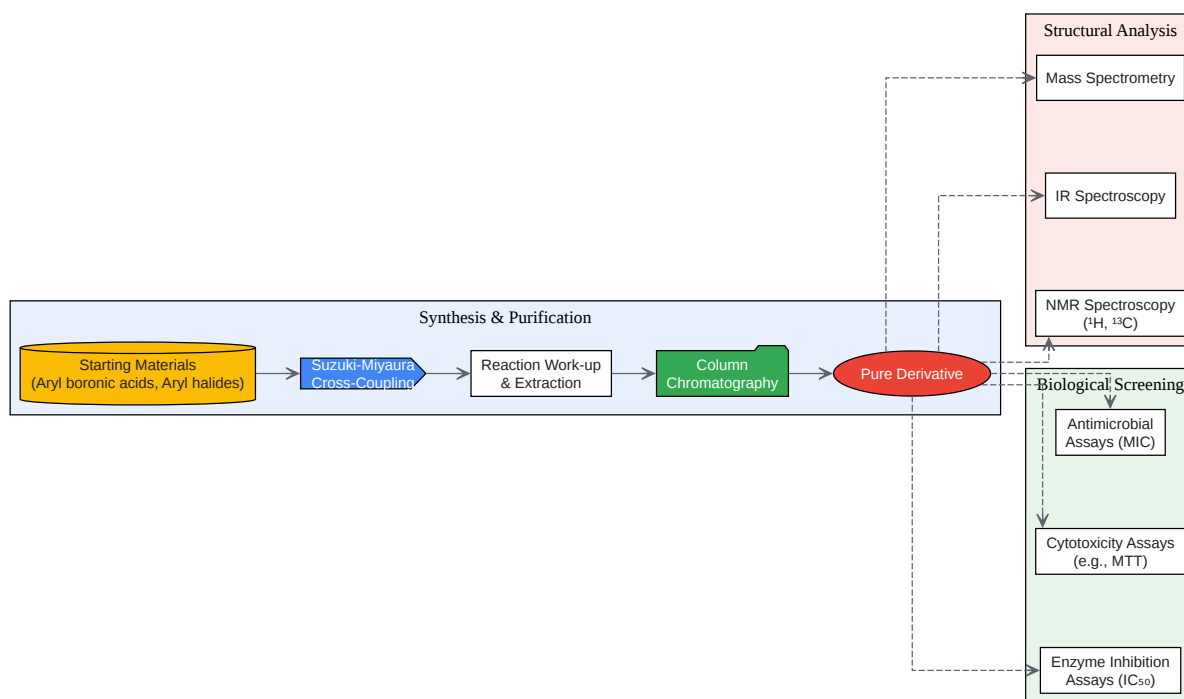 Structural Analysis
Mass Spectrometry
IR Spectroscopy
NMR Spectroscopy
(¹H, ¹³C)
Synthesis & Purification
Starting Materials
(Aryl boronic acids, Aryl halides)
Suzuki-Miyaura
Cross-Coupling
Reaction Work-up
& Extraction
Column
Chromatography
Pure Derivative
Biological Screening
Antimicrobial
Assays (MIC)
Cytotoxicity Assays
(e.g., MTT)
Enzyme Inhibition
Assays (IC₅₀)